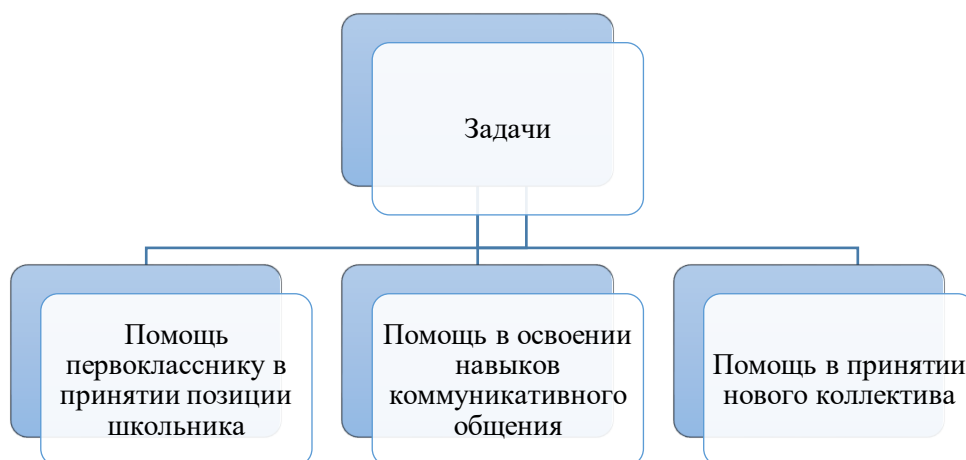 Задачи
Помощь
первокласснику в
принятии позиции
школьника
Помощь в освоении
навыков
коммуникативного
общения
Помощь в принятии
нового коллектива